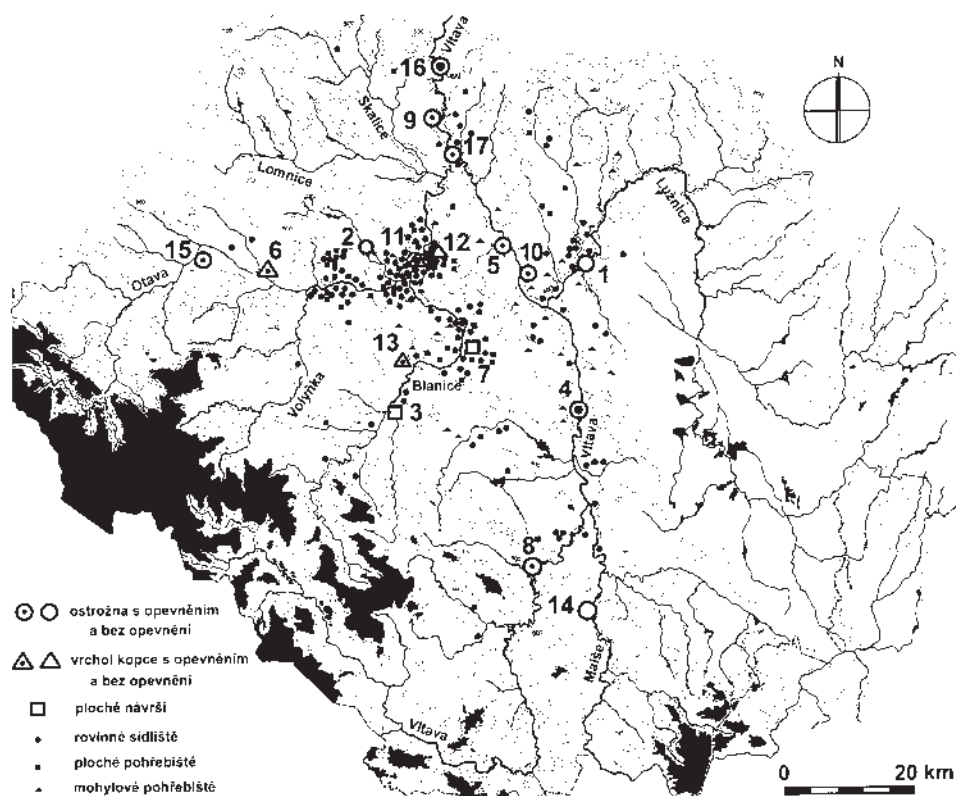 16
Vltava
N
Skalice
9
17
Lomnice
Lužnice
15
6
2
11
12
5
10
1
Otava
13
7
Blanice
Volyňka
3
4
Vltava
8
14
ostrožna s opevněním
a bez opevnění
Malše
vrchol kopce s opevněním
a bez opevnění
ploché návrší
rovinné sídliště
Vltava
ploché pohřebiště
mohylové pohřebiště
0 20 km